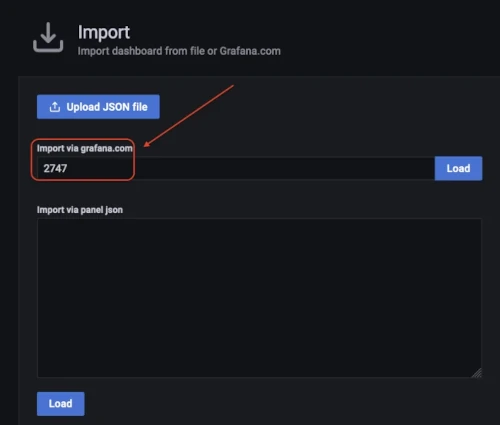 Import
Import dashboard from file or Grafana.com
Upload JSON file
Import via grafana.com
2747
Load
Import via panel json
Load